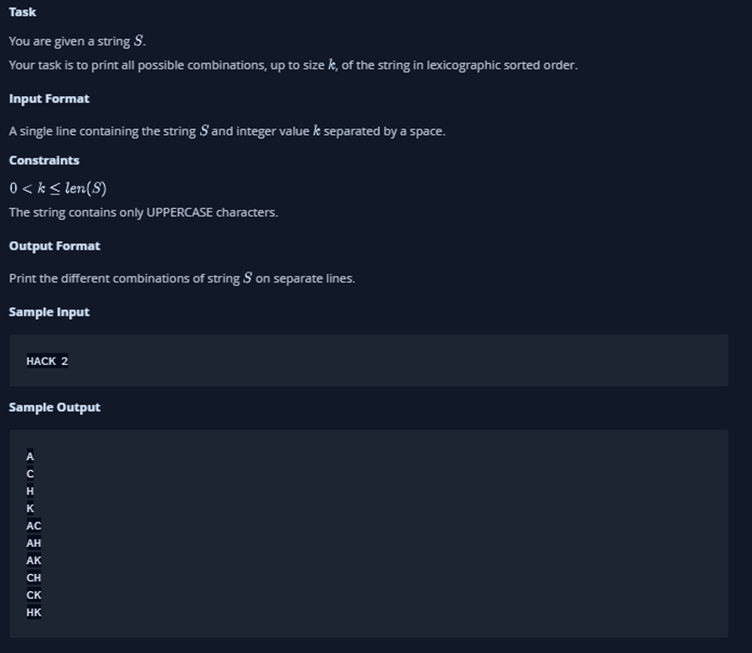 Task
You are given a string S.
Your task is to print all possible combinations, up to size k, of the string in lexicographic sorted order.
Input Format
A single line containing the string S and integer value k separated by a space.
Constraints
0 < k ≤ len(S)
The string contains only UPPERCASE characters.
Output Format
Print the different combinations of string S on separate lines.
Sample Input
HACK 2
Sample Output
A
C
H
K
AC
AH
AK
CH
CK
HK